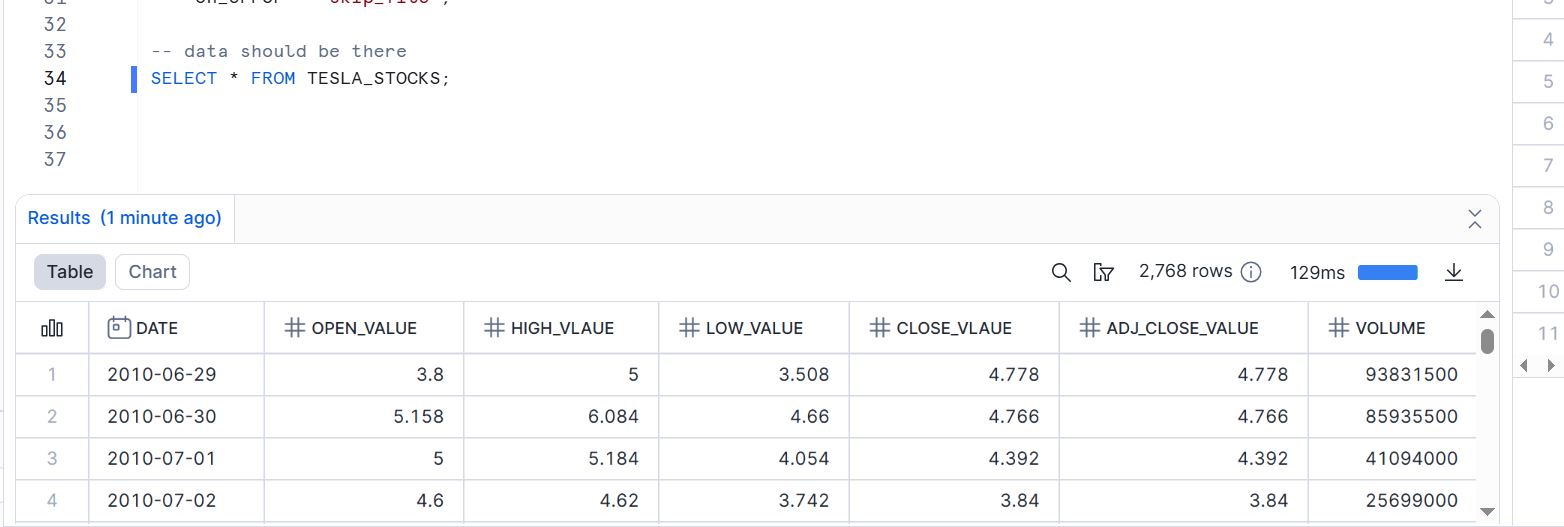 32
33 -- data should be there
34 SELECT * FROM TESLA_STOCKS;
35
36
37
Results (1 minute ago)
Table Chart 2,768 rows 129ms
DATE OPEN_VALUE HIGH_VLAUE LOW_VALUE CLOSE_VLAUE ADJ_CLOSE_VALUE VOLUME
1 2010-06-29 3.8 5 3.508 4.778 4.778 93831500
2 2010-06-30 5.158 6.084 4.66 4.766 4.766 85935500
3 2010-07-01 5 5.184 4.054 4.392 4.392 41094000
4 2010-07-02 4.6 4.62 3.742 3.84 3.84 25699000
4
5
6
7
8
9
10
11